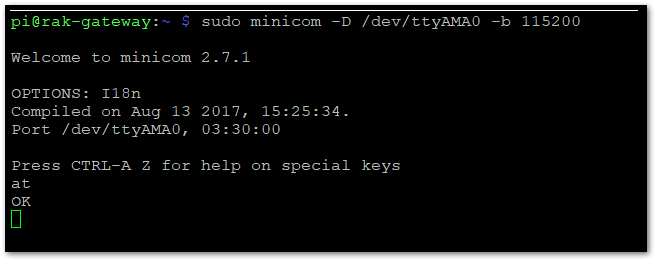 pi@rak-gateway:~ $ sudo minicom -D /dev/ttyAMA0 -b 115200
Welcome to minicom 2.7.1
OPTIONS: I18n
Compiled on Aug 13 2017, 15:25:34.
Port /dev/ttyAMA0, 03:30:00
Press CTRL-A Z for help on special keys
at
OK